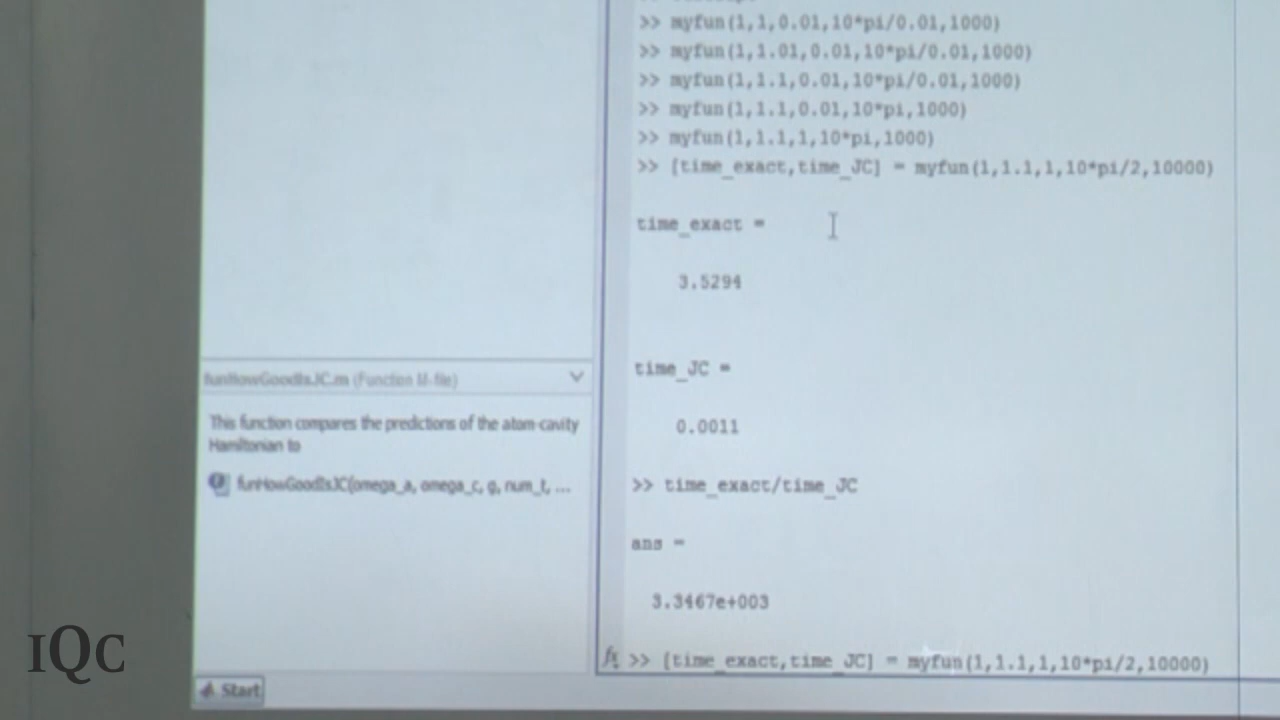 >> myfun(1,1,0.01,10*pi/0.01,1000)
>> myfun(1,1.01,0.01,10*pi/0.01,1000)
>> myfun(1,1.1,0.01,10*pi/0.01,1000)
>> myfun(1,1.1,0.01,10*pi,1000)
>> myfun(1,1.1,1,10*pi,1000)
>> [time_exact,time_JC] = myfun(1,1.1,1,10*pi/2,10000)
time_exact =
3.5294
time_JC =
0.0011
>> time_exact/time_JC
ans =
3.3467e+003
fx >> [time_exact,time_JC] = myfun(1,1.1,1,10*pi/2,10000)
funHowGoodIsJC.m (Function M-file)
This function compares the predictions of the atom-cavity
Hamiltonian to
funHowGoodIsJC(omega_a, omega_c, g, num_t, ...
Start
IQC